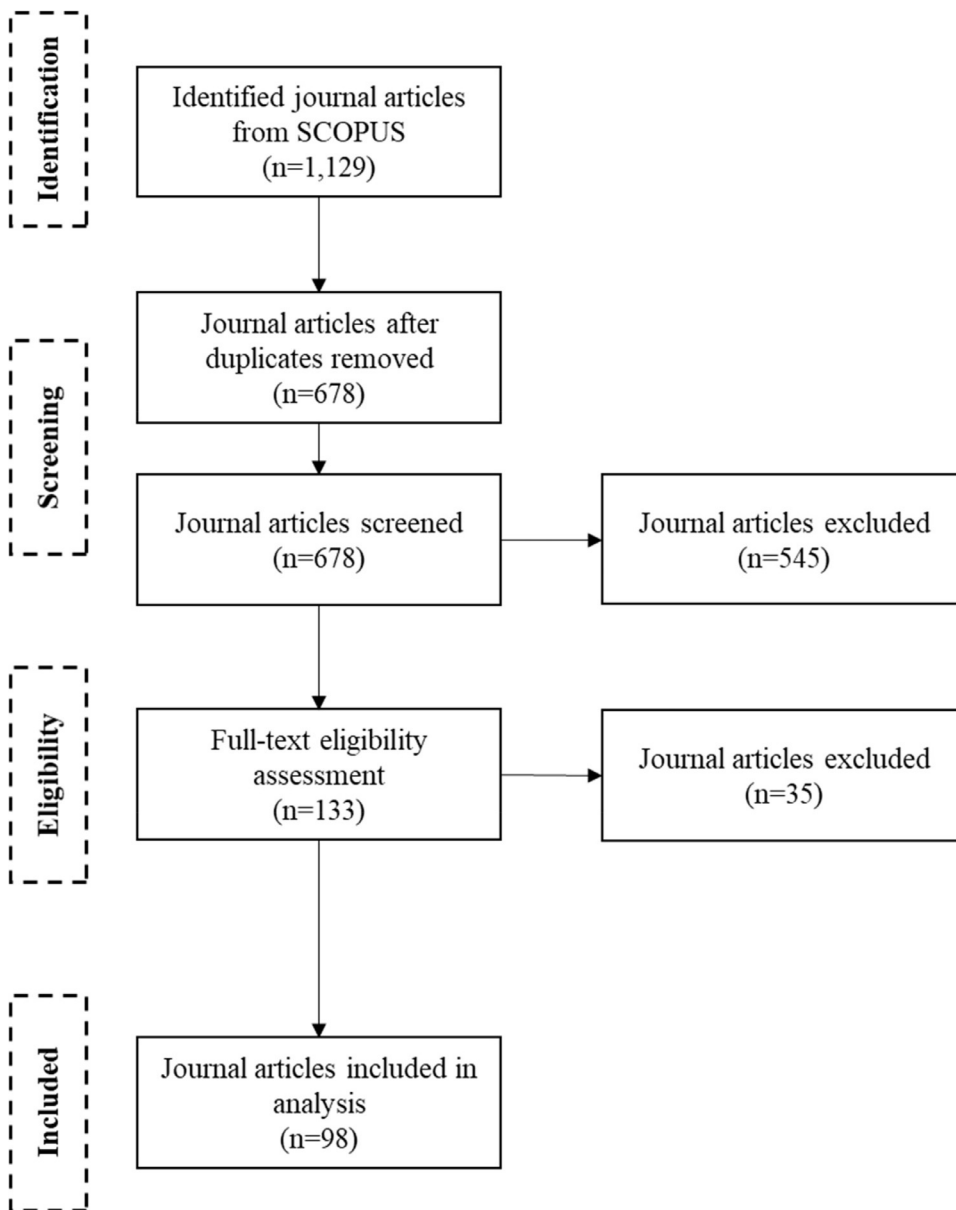 Identification
Identified journal articles
from SCOPUS
(n=1,129)
Screening
Journal articles after
duplicates removed
(n=678)
Journal articles screened
(n=678)
Journal articles excluded
(n=545)
Eligibility
Full-text eligibility
assessment
(n=133)
Journal articles excluded
(n=35)
Included
Journal articles included in
analysis
(n=98)